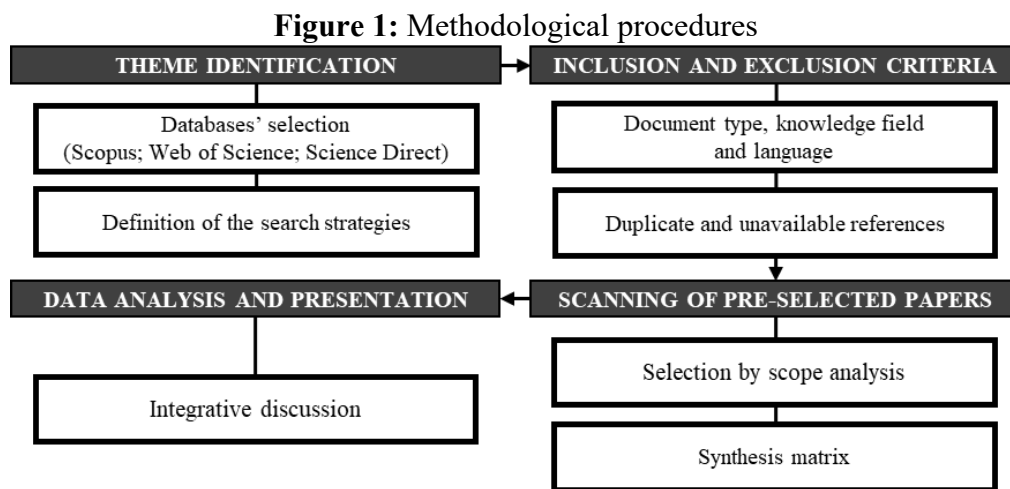 Figure 1: Methodological procedures
THEME IDENTIFICATION
Databases' selection
(Scopus; Web of Science; Science Direct)
Definition of the search strategies
INCLUSION AND EXCLUSION CRITERIA
Document type, knowledge field
and language
Duplicate and unavailable references
SCANNING OF PRE-SELECTED PAPERS
Selection by scope analysis
Synthesis matrix
DATA ANALYSIS AND PRESENTATION
Integrative discussion